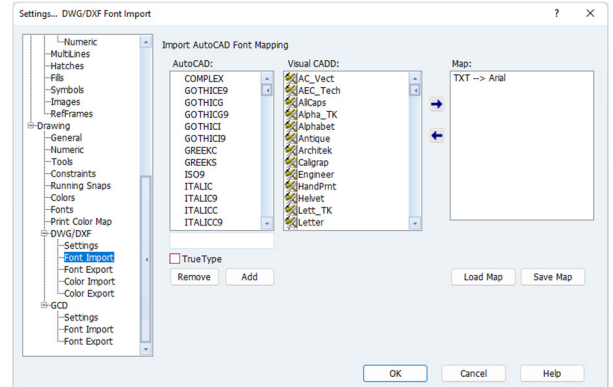 Settings... DWG/DXF Font Import
? ×
Numeric
MultiLines
Hatches
Fills
Symbols
Images
RefFrames
Drawing
General
Numeric
Tools
Constraints
Running Snaps
Colors
Fonts
Print Color Map
DWG/DXF
Settings
Font Import
Font Export
Color Import
Color Export
GCD
Settings
Font Import
Font Export
Import AutoCAD Font Mapping
AutoCAD:
COMPLEX
GOTHICE9
GOTHICG
GOTHICG9
GOTHICI
GOTHICI9
GREEKC
GREEKS
ISO9
ITALIC
ITALIC9
ITALICC
ITALICC9
TrueType
Remove Add
Visual CADD:
AC_Vect
AEC_Tech
AllCaps
Alpha_TK
Alphabet
Antique
Architek
Caligrap
Engineer
HandPrnt
Helvet
Lett_TK
Letter
Map:
TXT --> Arial
Load Map Save Map
OK Cancel Help